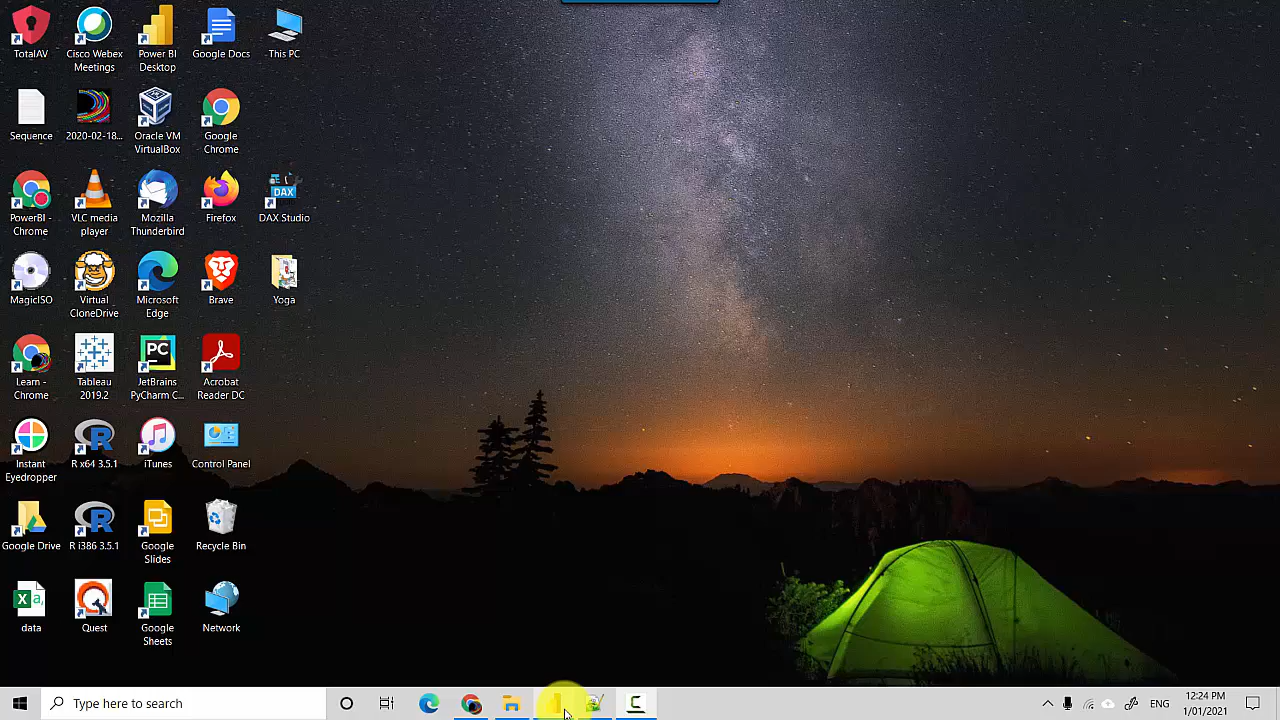 TotalAV
Cisco Webex
Meetings
Power BI
Desktop
Google Docs
This PC
Sequence
2020-02-18...
Oracle VM
VirtualBox
Google
Chrome
PowerBI -
Chrome
VLC media
player
Mozilla
Thunderbird
Firefox
DAX
DAX Studio
MagicISO
Virtual
CloneDrive
Microsoft
Edge
Brave
Yoga
Learn -
Chrome
Tableau
2019.2
PC
JetBrains
PyCharm C...
Acrobat
Reader DC
Instant
Eyedropper
R x64 3.5.1
iTunes
Control Panel
Google Drive
R i386 3.5.1
Google
Slides
Recycle Bin
data
Quest
Google
Sheets
Network
Type here to search
ENG
12:24 PM
1/01/2021